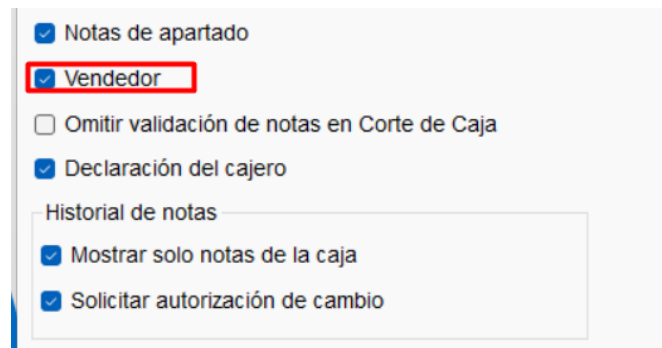 Notas de apartado
Vendedor
Omitir validación de notas en Corte de Caja
Declaración del cajero
Historial de notas
Mostrar solo notas de la caja
Solicitar autorización de cambio